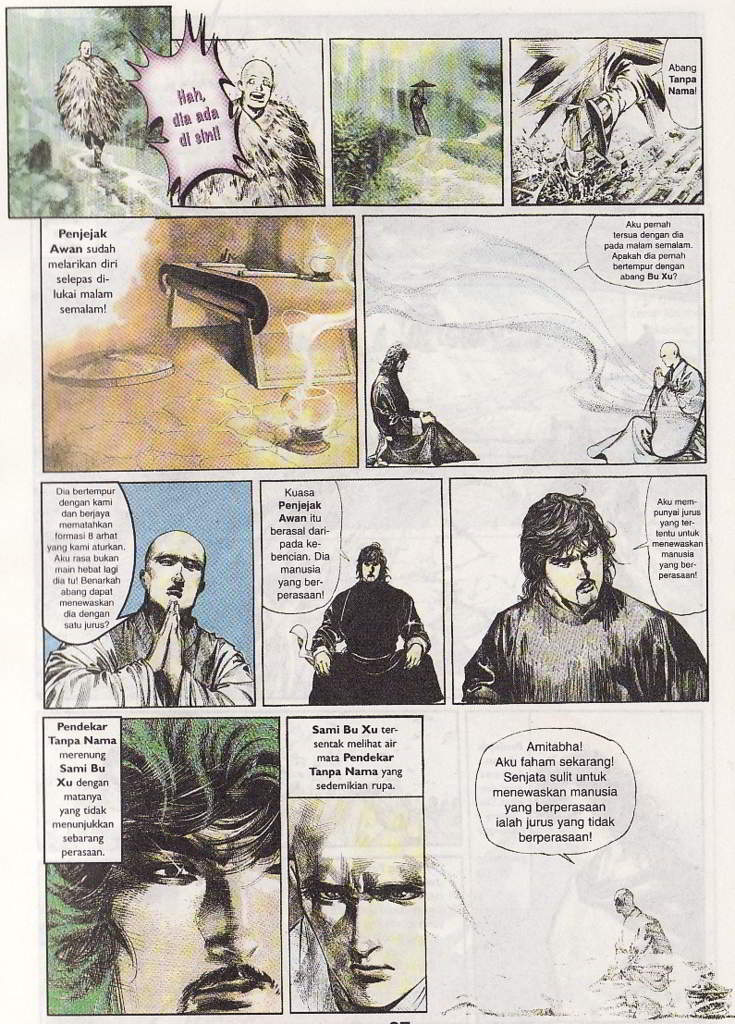 Hah,
dia ada
di sini!
Abang
Tanpa
Nama!
Penjejak
Awan sudah
melarikan diri
selepas di-
lukai malam
semalam!
Aku pernah
tersua dengan dia
pada malam semalam.
Apakah dia pernah
bertempur dengan
abang Bu Xu?
Dia bertempur
dengan kami
dan berjaya
mematahkan
formasi 8 arhat
yang kami aturkan.
Aku rasa bukan
main hebat lagi
dia tu! Benarkah
abang dapat
menewaskan
dia dengan
satu jurus?
Kuasa
Penjejak
Awan itu
berasal dari-
pada ke-
bencian. Dia
manusia
yang ber-
perasaan!
Aku mem-
punyai jurus
yang ter-
tentu untuk
menewaskan
manusia
yang ber-
perasaan!
Pendekar
Tanpa Nama
merenung
Sami Bu
Xu dengan
matanya
yang tidak
menunjukkan
sebarang
perasaan.
Sami Bu Xu ter-
sentak melihat air
mata Pendekar
Tanpa Nama yang
sedemikian rupa.
Amitabha!
Aku faham sekarang!
Senjata sulit untuk
menewaskan manusia
yang berperasaan
ialah jurus yang tidak
berperasaan!